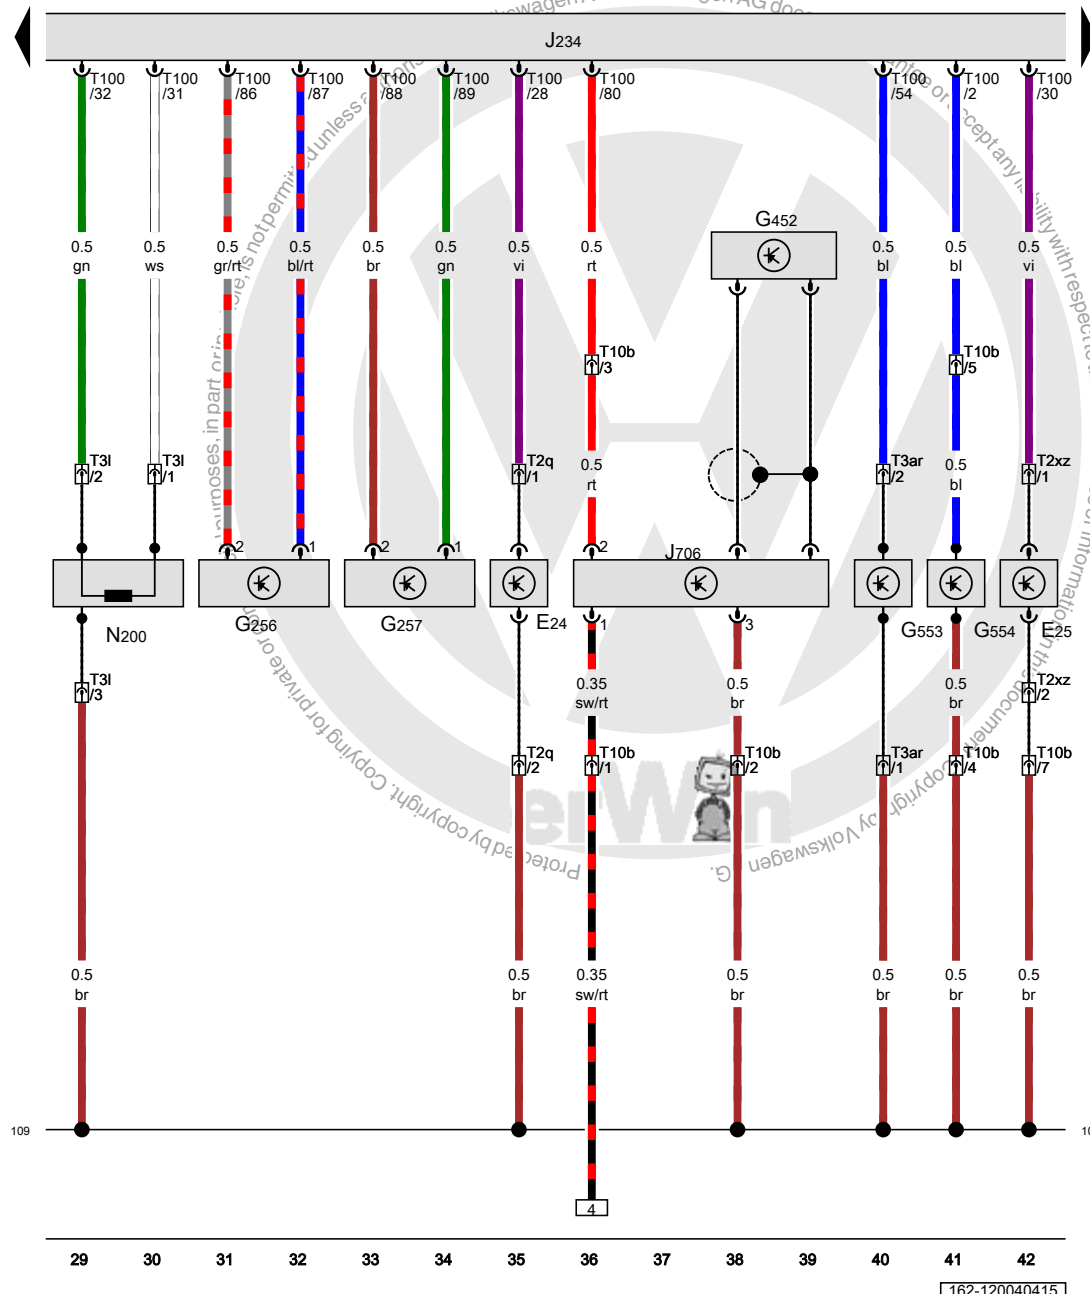 J234
T100 T100 T100 T100 T100 T100 T100 T100 T100 T100 T100
/32 /31 /86 /87 /88 /89 /28 /80 /54 /2 /30
G452
0.5 0.5 0.5 0.5 0.5 0.5 0.5 0.5 0.5 0.5 0.5
gn ws gr/rt bl/rt br gn vi rt bl bl vi
T10b T10b
/3 /5
T3l T3l T2q 0.5 T3ar 0.5 T2xz
/2 /1 /1 rt /2 bl /1
2 1 2 1 2 J706
N200 G256 G257 E24 1 3 G553 G554 E25
T3l 0.35 0.5 0.5 T2xz
/3 sw/rt br br /2
T2q T10b T10b T3ar T10b T10b
/2 /1 /2 /1 /4 /7
erWin
0.5 0.5 0.35 0.5 0.5 0.5 0.5
br br sw/rt br br br br
109
4
29 30 31 32 33 34 35 36 37 38 39 40 41 42
162-120040415